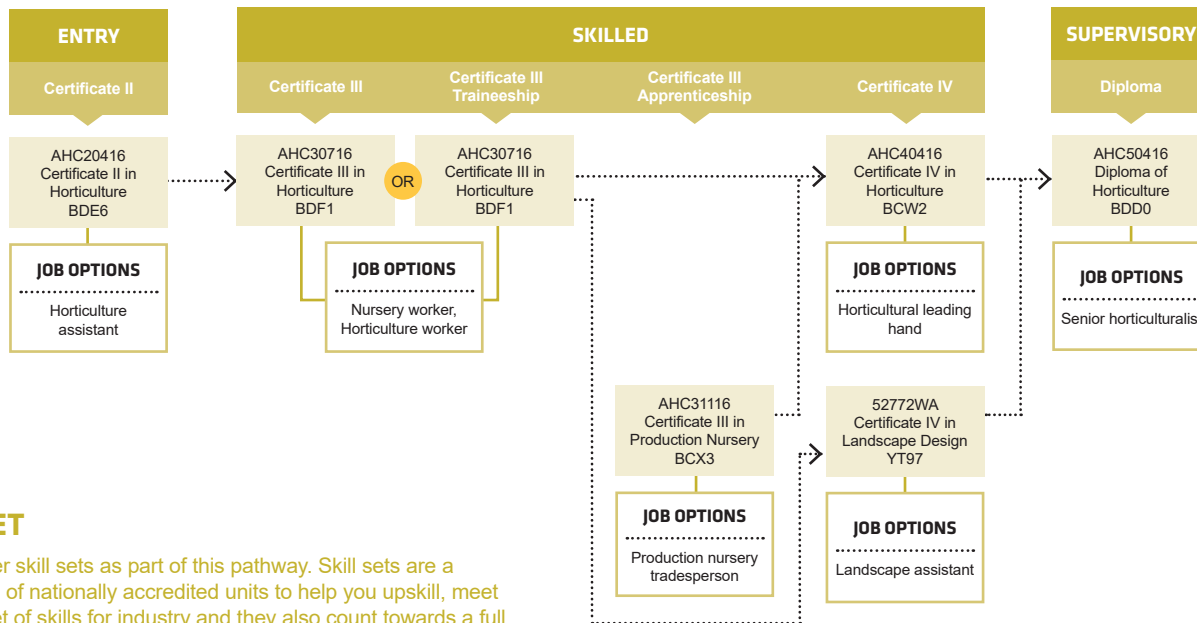 ENTRY
SKILLED
SUPERVISORY
Certificate II
Certificate III
Certificate III
Traineeship
Certificate III
Apprenticeship
Certificate IV
Diploma
AHC20416
Certificate II in
Horticulture
BDE6
AHC30716
Certificate III in
Horticulture
BDF1
OR
AHC30716
Certificate III in
Horticulture
BDF1
AHC40416
Certificate IV in
Horticulture
BCW2
AHC50416
Diploma of
Horticulture
BDD0
JOB OPTIONS
Horticulture
assistant
JOB OPTIONS
Nursery worker,
Horticulture worker
JOB OPTIONS
Horticultural leading
hand
JOB OPTIONS
Senior horticulturalis
AHC31116
Certificate III in
Production Nursery
BCX3
52772WA
Certificate IV in
Landscape Design
YT97
JOB OPTIONS
Production nursery
tradesperson
JOB OPTIONS
Landscape assistant
ET
er skill sets as part of this pathway. Skill sets are a
of nationally accredited units to help you upskill, meet
et of skills for industry and they also count towards a full